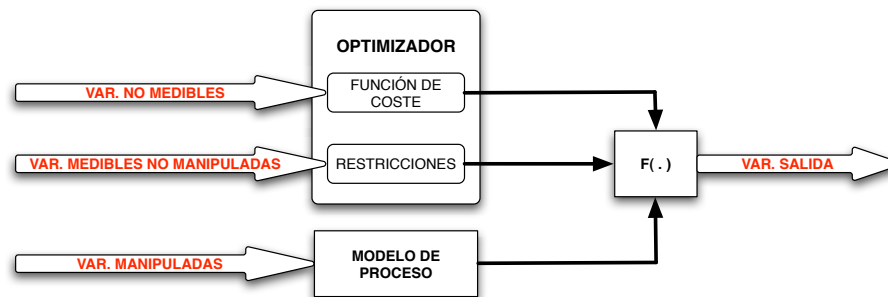 OPTIMIZADOR
VAR. NO MEDIBLES
FUNCIÓN DE
COSTE
VAR. MEDIBLES NO MANIPULADAS
RESTRICCIONES
F( . )
VAR. SALIDA
VAR. MANIPULADAS
MODELO DE
PROCESO